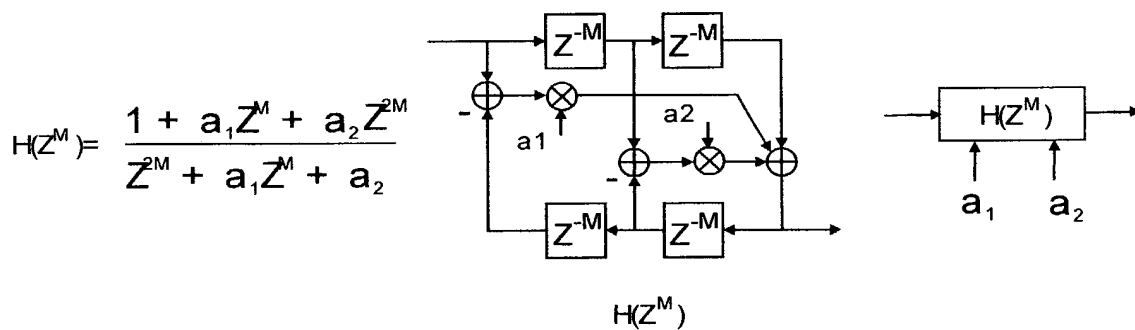 H(Z^M)= 1 + a₁Z^M + a₂Z^2M
Z^2M + a₁Z^M + a₂
Z^-M Z^-M
-
a1
a2
-
Z^-M Z^-M
H(Z^M)
H(Z^M)
a₁ a₂